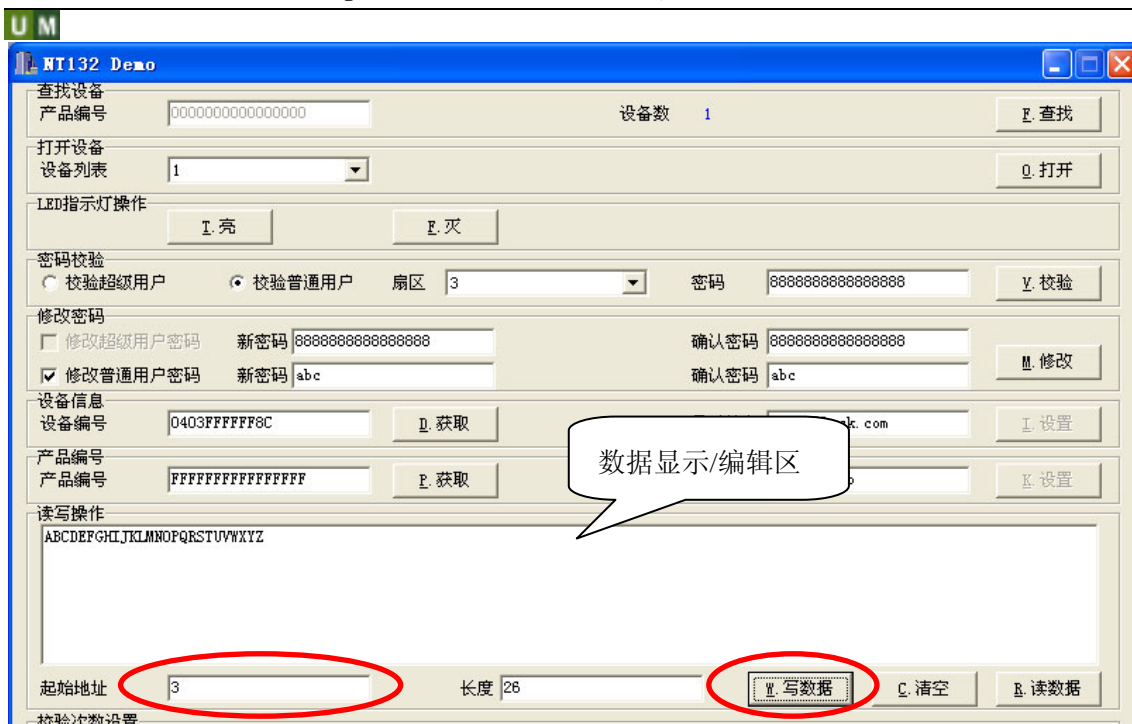 U M
NT132 Demo
查找设备
产品编号 0000000000000000 设备数 1 F.查找
打开设备
设备列表 1 O.打开
LED指示灯操作
T.亮 E.灭
密码校验
校验超级用户 校验普通用户 扇区 3 密码 8888888888888888 V.校验
修改密码
修改超级用户密码 新密码 8888888888888888 确认密码 8888888888888888
修改普通用户密码 新密码 abc 确认密码 abc M.修改
设备信息
设备编号 0403FFFFFF8C D.获取 k.com I.设置
产品编号
产品编号 FFFFFFFFFFFFFFFF P.获取 K.设置
数据显示/编辑区
读写操作
ABCDEFGHIJKLMNOPQRSTUVWXYZ
起始地址 3 长度 26 W.写数据 C.清空 R.读数据
校验次数设置